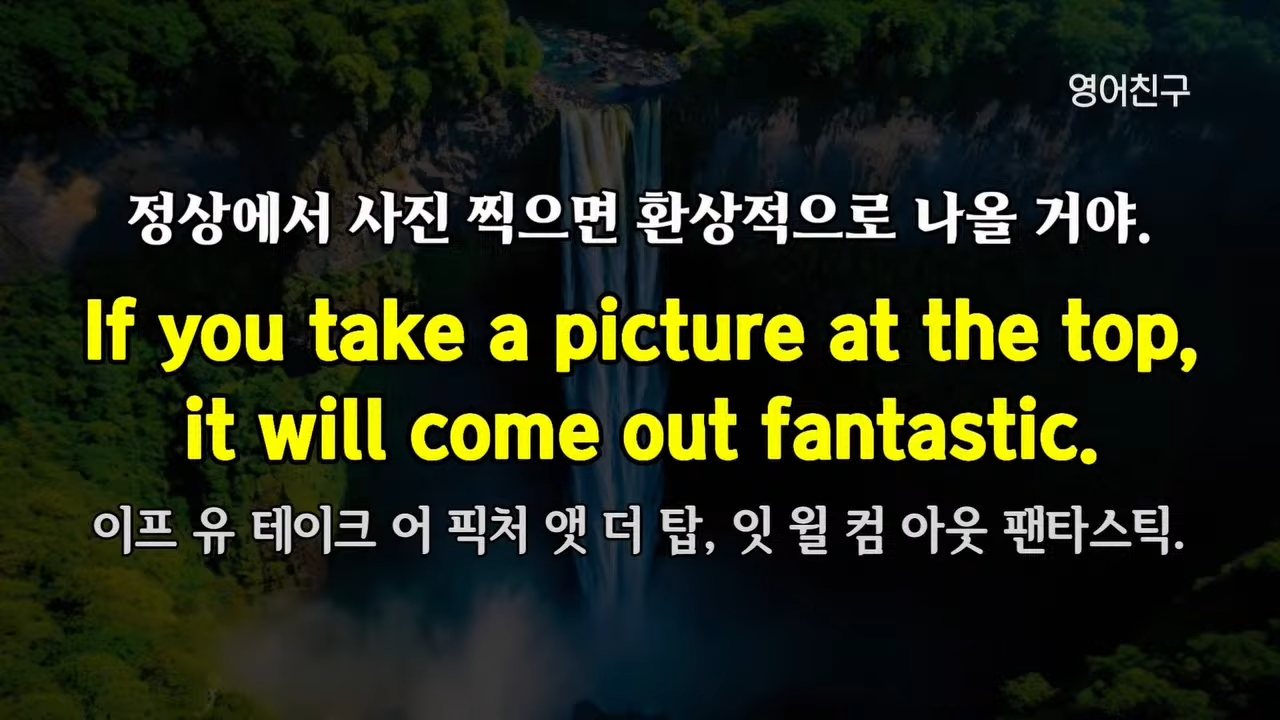 영어친구
정상에서 사진 찍으면 환상적으로 나올 거야.
If you take a picture at the top,
it will come out fantastic.
이프 유 테이크 어 픽처 앳 더 탑, 잇 윌 컴 아웃 팬타스틱.